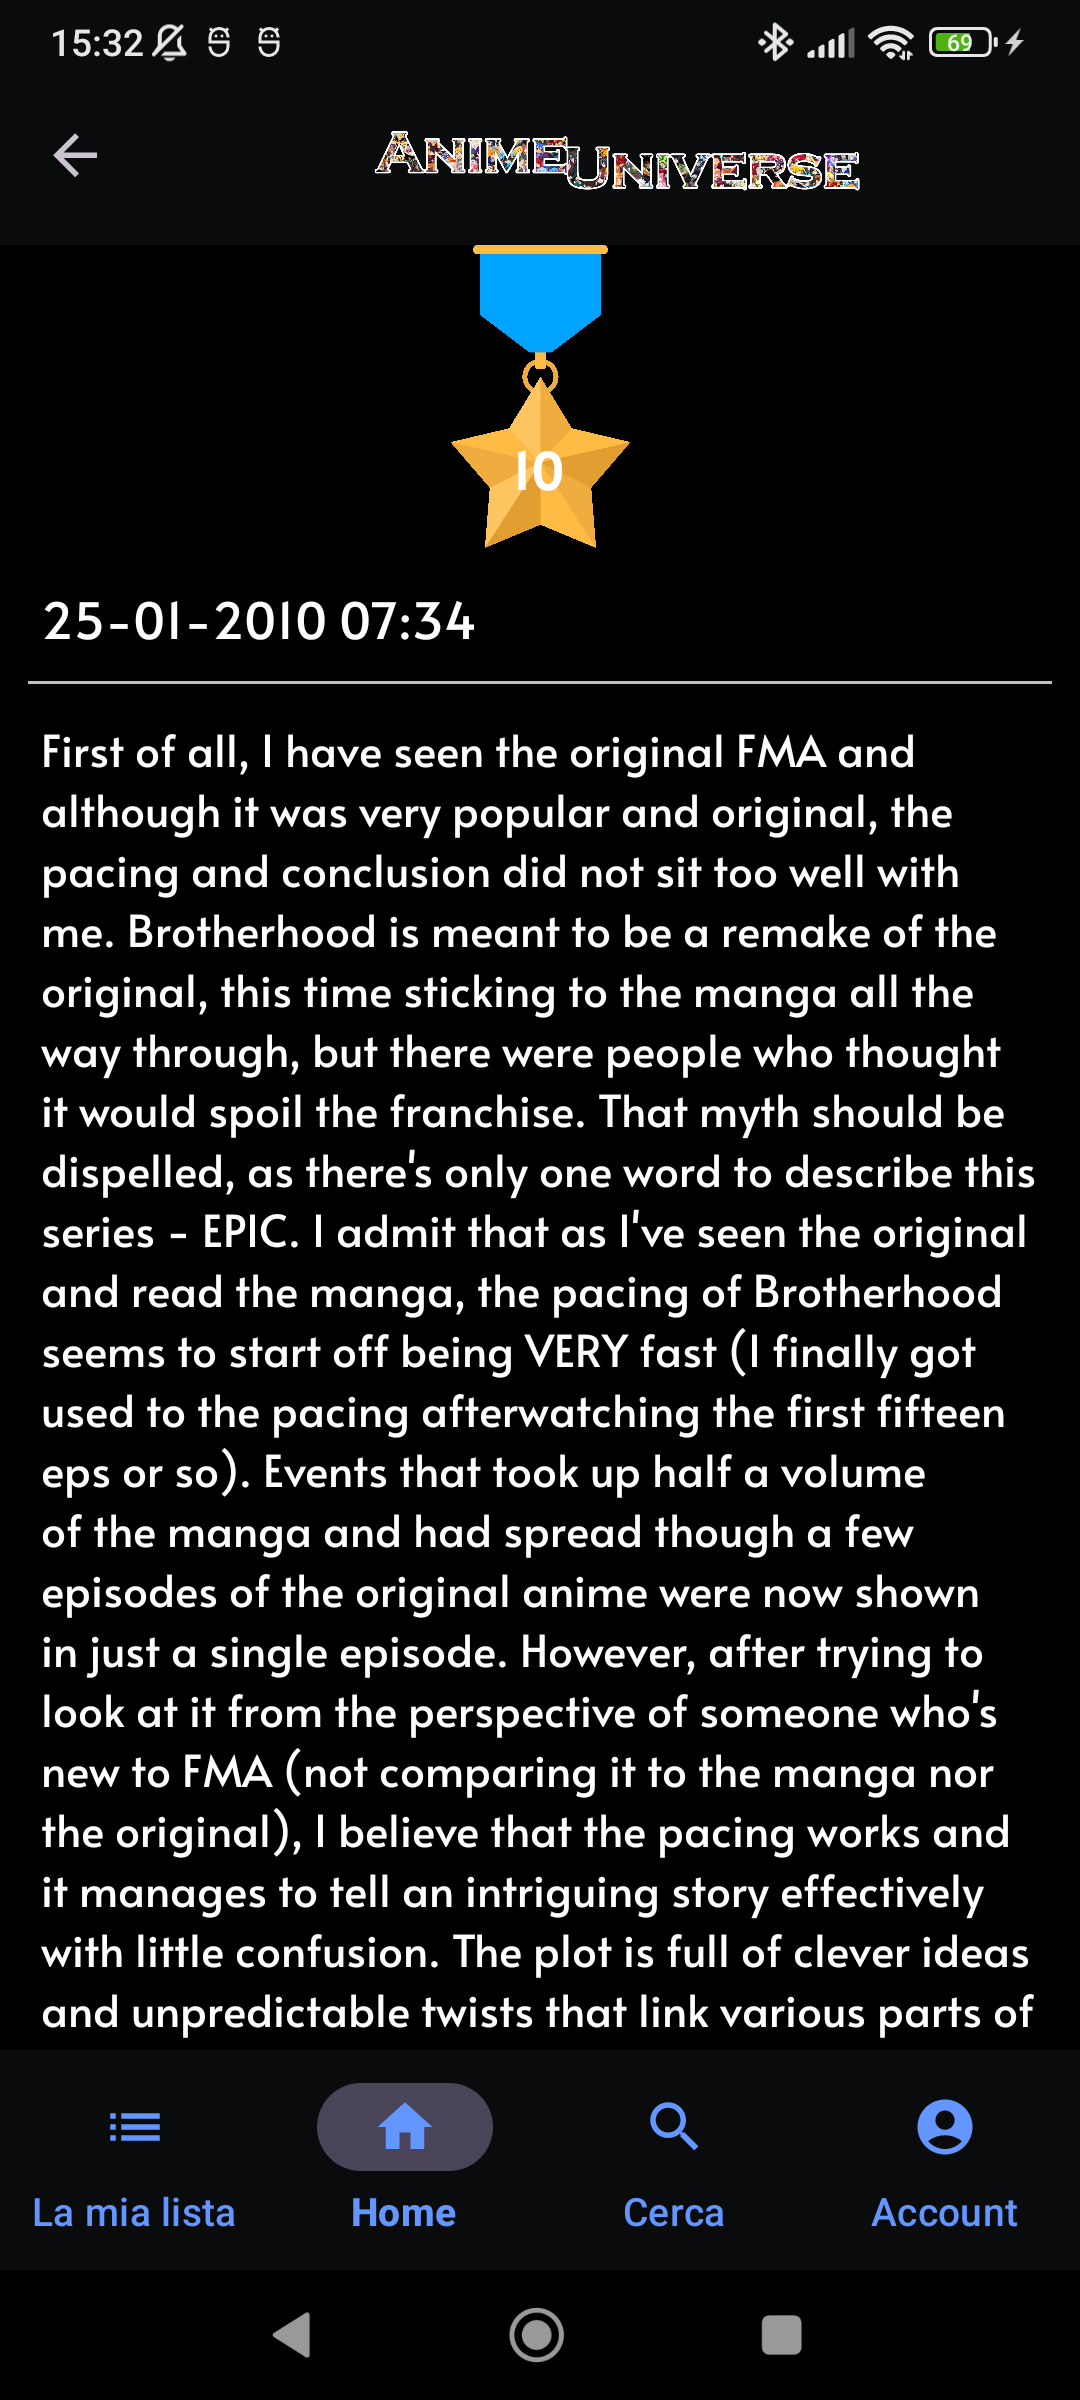 15:32
69
ANIMEUNIVERSE
10
25-01-2010 07:34
First of all, I have seen the original FMA and
although it was very popular and original, the
pacing and conclusion did not sit too well with
me. Brotherhood is meant to be a remake of the
original, this time sticking to the manga all the
way through, but there were people who thought
it would spoil the franchise. That myth should be
dispelled, as there's only one word to describe this
series - EPIC. I admit that as I've seen the original
and read the manga, the pacing of Brotherhood
seems to start off being VERY fast (I finally got
used to the pacing afterwatching the first fifteen
eps or so). Events that took up half a volume
of the manga and had spread though a few
episodes of the original anime were now shown
in just a single episode. However, after trying to
look at it from the perspective of someone who's
new to FMA (not comparing it to the manga nor
the original), I believe that the pacing works and
it manages to tell an intriguing story effectively
with little confusion. The plot is full of clever ideas
and unpredictable twists that link various parts of
La mia lista
Home
Cerca
Account